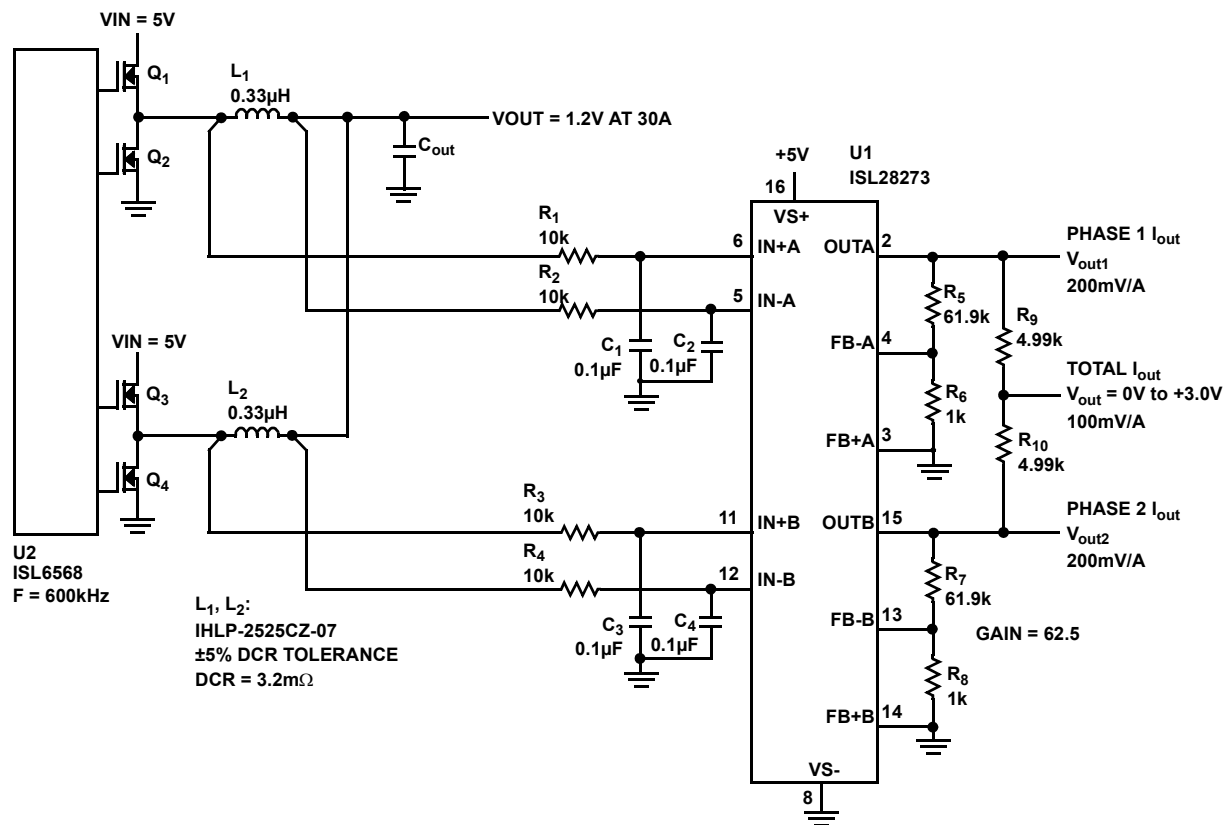 VIN = 5V
Q1
Q2
L1
0.33µH
VOUT = 1.2V AT 30A
Cout
+5V
U1
ISL28273
16
VS+
R1
10k
6
IN+A
OUTA
2
PHASE 1 Iout
Vout1
200mV/A
R2
10k
5
IN-A
R5
61.9k
R9
4.99k
FB-A
4
C1
0.1µF
C2
0.1µF
TOTAL Iout
Vout = 0V to +3.0V
100mV/A
R6
1k
FB+A
3
R10
4.99k
VIN = 5V
Q3
Q4
L2
0.33µH
R3
10k
11
IN+B
OUTB
15
PHASE 2 Iout
Vout2
200mV/A
R4
10k
12
IN-B
R7
61.9k
FB-B
13
GAIN = 62.5
C3
0.1µF
C4
0.1µF
R8
1k
FB+B
14
VS-
8
U2
ISL6568
F = 600kHz
L1, L2:
IHLP-2525CZ-07
±5% DCR TOLERANCE
DCR = 3.2mΩ